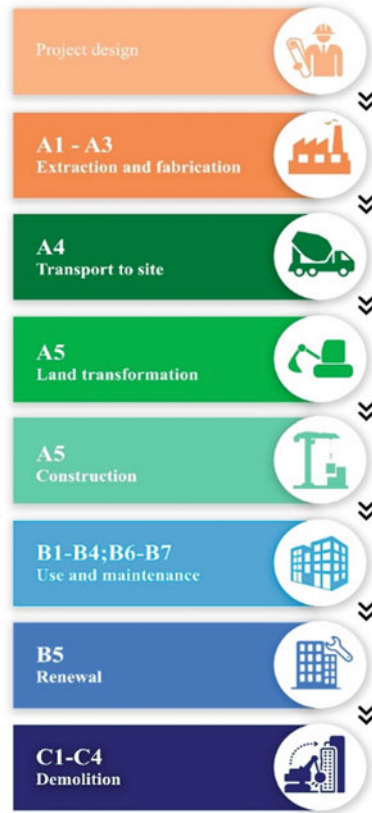 Project design
A1 - A3
Extraction and fabrication
A4
Transport to site
A5
Land transformation
A5
Construction
B1-B4;B6-B7
Use and maintenance
B5
Renewal
C1-C4
Demolition